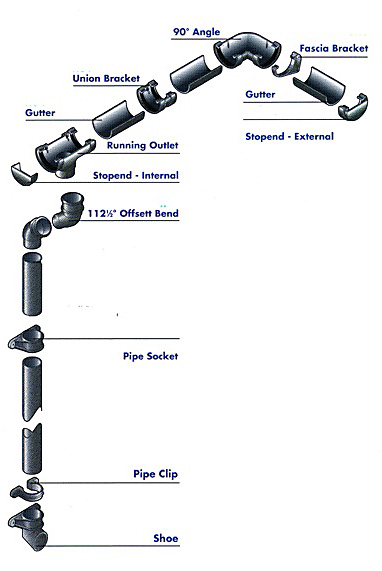 90° Angle
Fascia Bracket
Union Bracket
Gutter
Gutter
Running Outlet
Stopend - External
Stopend - Internal
112½° Offsett Bend
Pipe Socket
Pipe Clip
Shoe